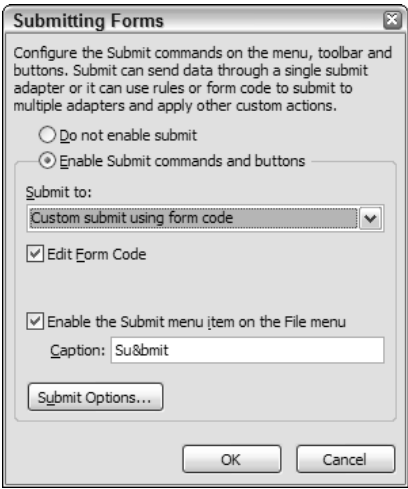 Submitting Forms
Configure the Submit commands on the menu, toolbar and
buttons. Submit can send data through a single submit
adapter or it can use rules or form code to submit to
multiple adapters and apply other custom actions.
Do not enable submit
Enable Submit commands and buttons
Submit to:
Custom submit using form code
Edit Form Code
Enable the Submit menu item on the File menu
Caption: Su&bmit
Submit Options...
OK Cancel